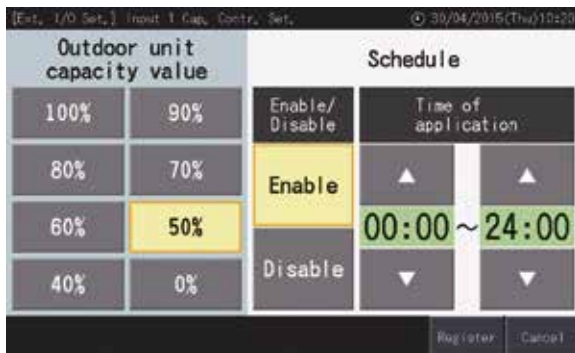 [Ext. I/O Set.] Input 1 Cap. Contr. Set.
30/04/2015(Thu)10:20
Outdoor unit
capacity value
100%
90%
80%
70%
60%
50%
40%
0%
Schedule
Enable/
Disable
Time of
application
Enable
Disable
00:00 ~ 24:00
Register
Cancel